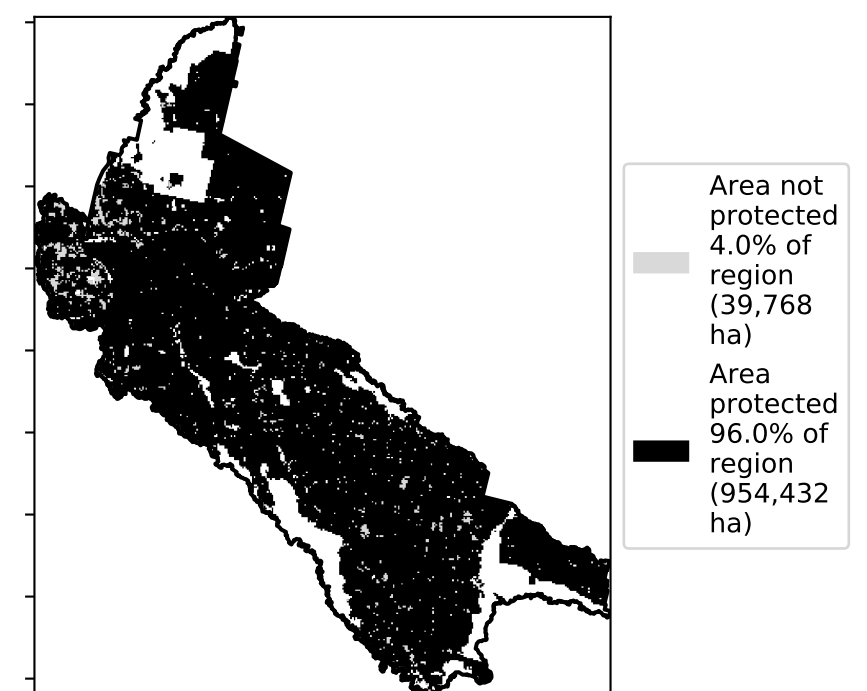 Area not
protected
4.0% of
region
(39,768
ha)
Area
protected
96.0% of
region
(954,432
ha)